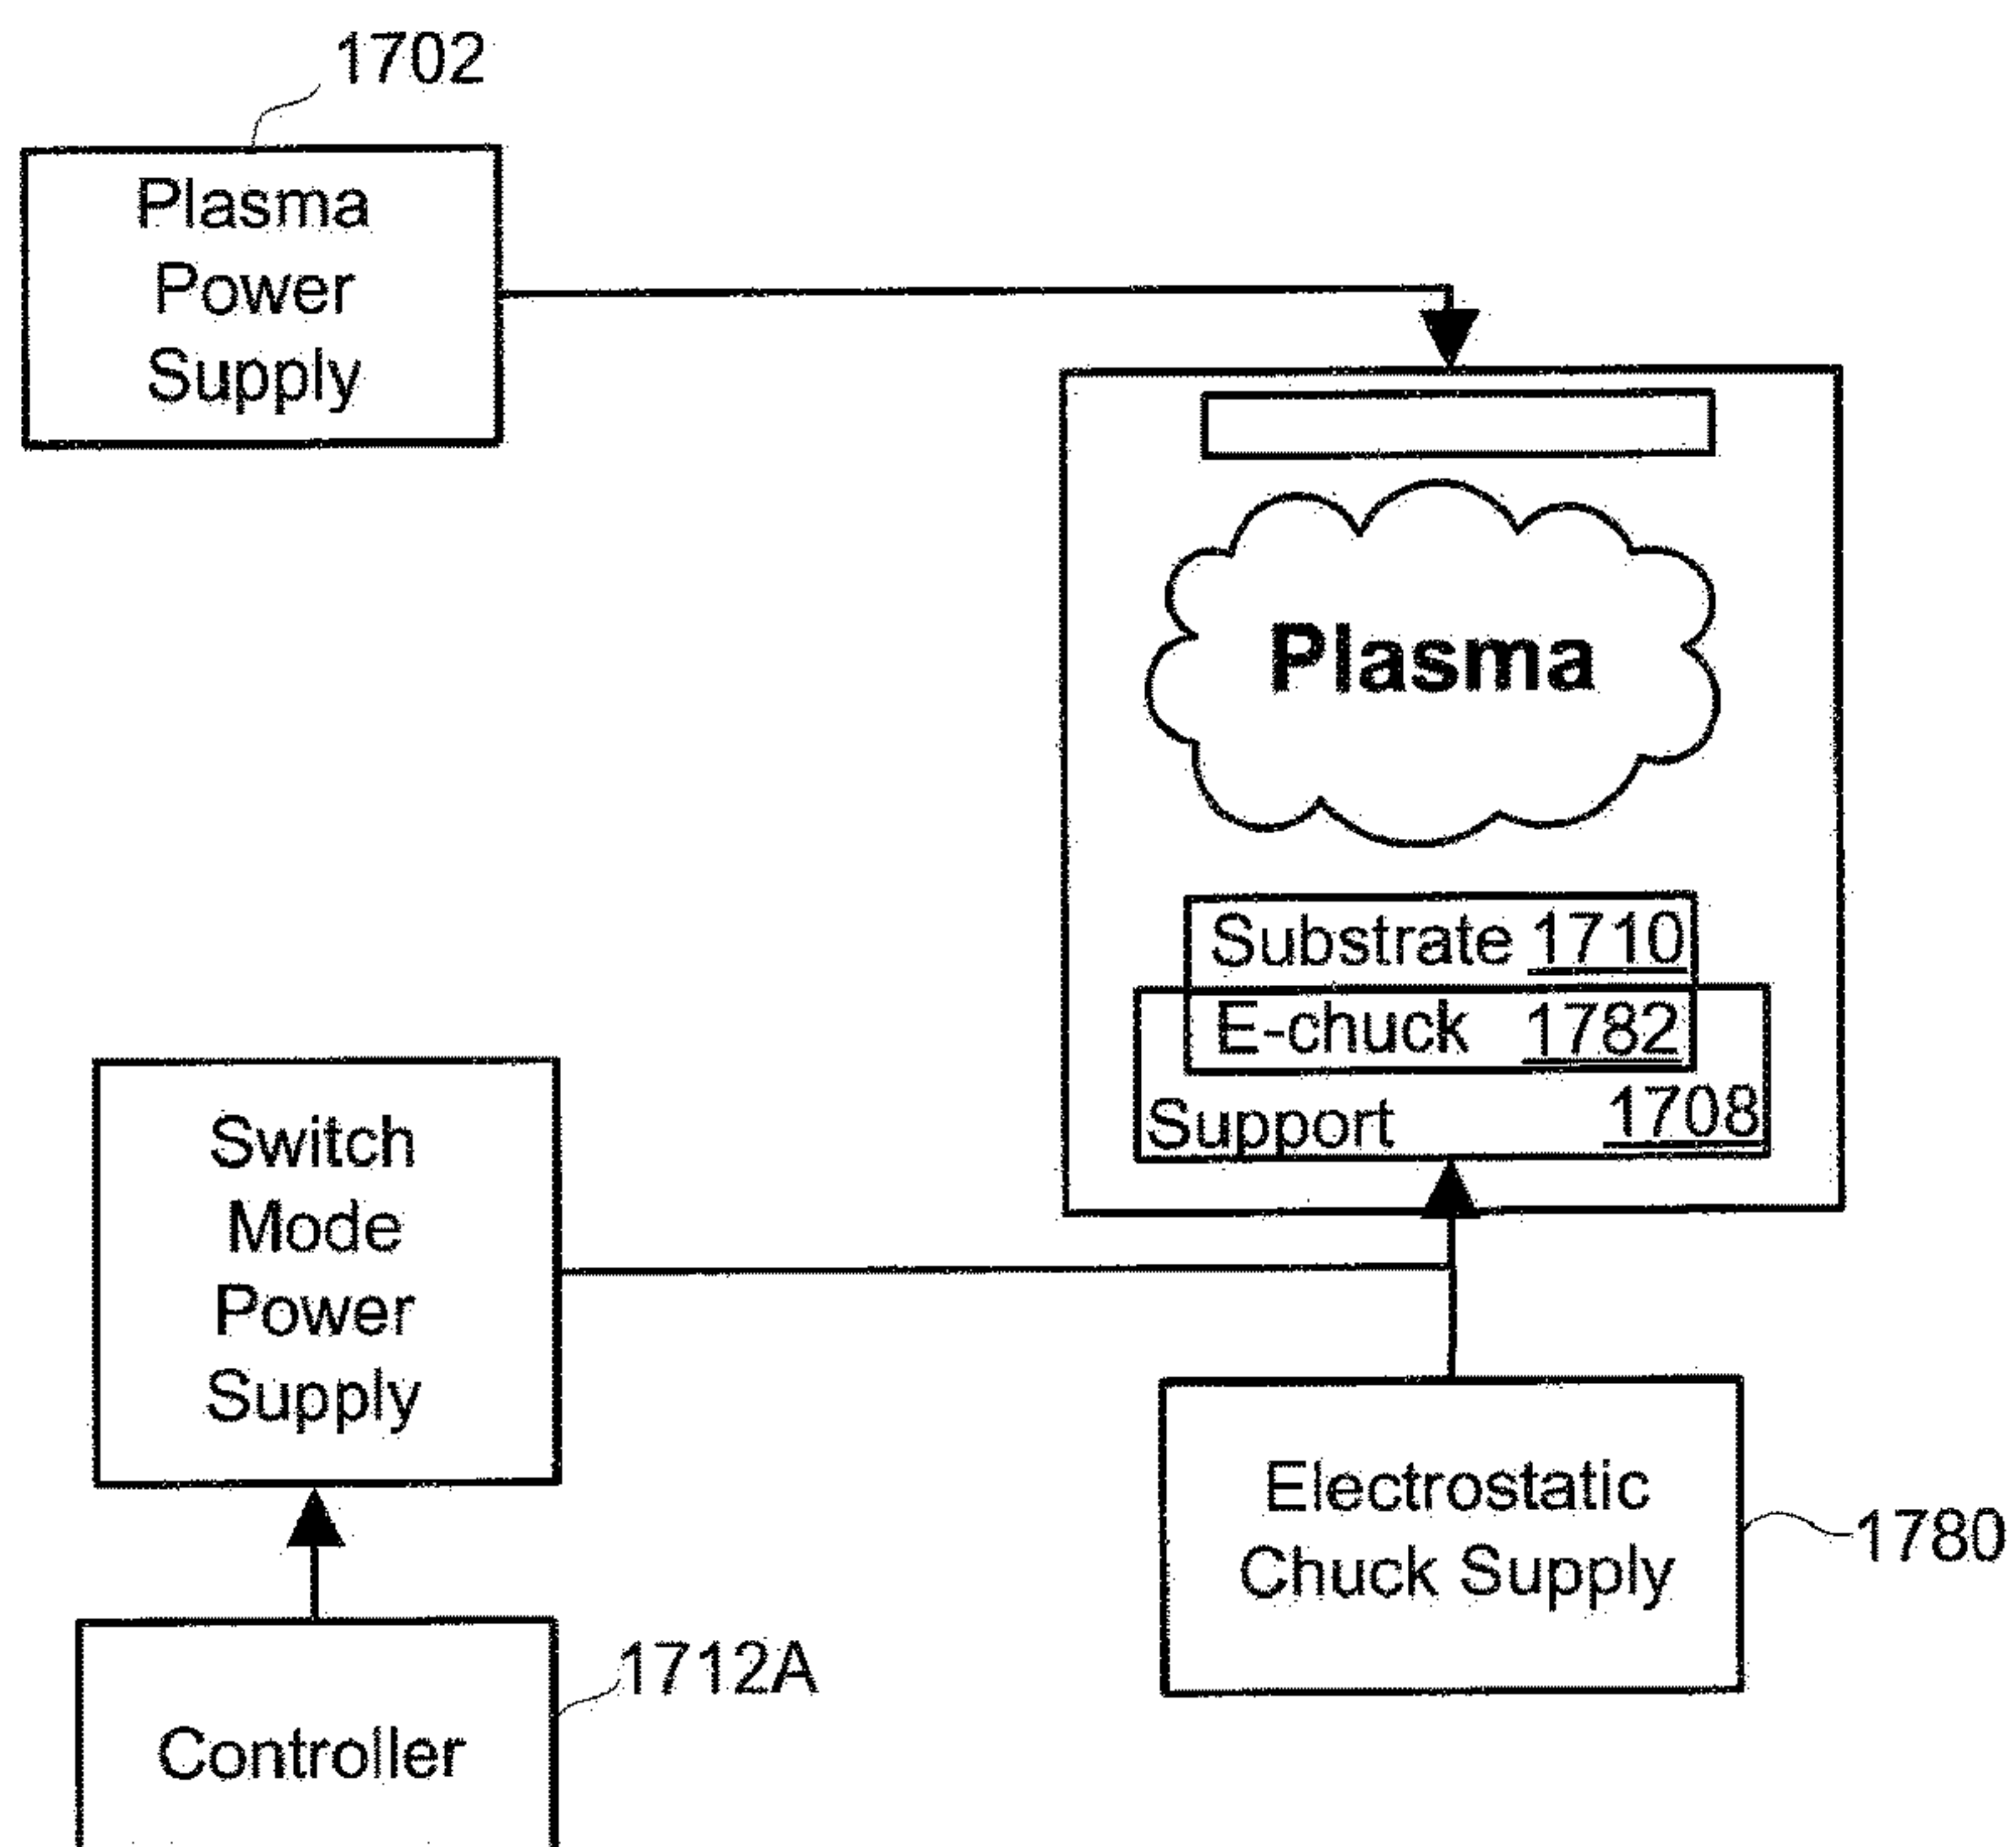 1702
Plasma
Power
Supply
Plasma
Substrate 1710
E-chuck 1782
Support 1708
Switch
Mode
Power
Supply
Electrostatic
Chuck Supply
1780
1712A
Controller